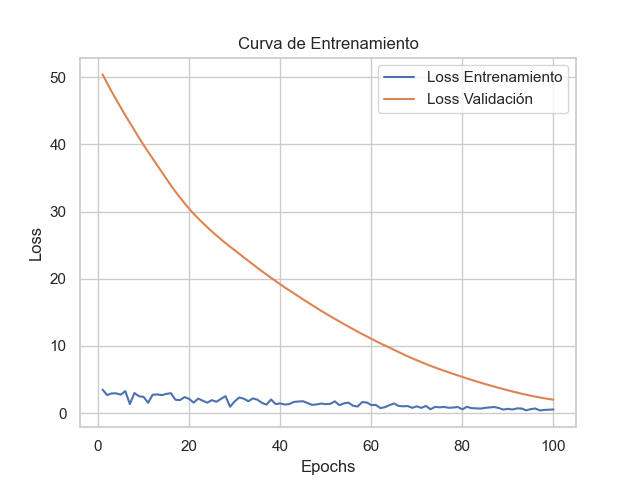 Curva de Entrenamiento
Loss Entrenamiento
Loss Validación
Loss
50
40
30
20
10
0
0 20 40 60 80 100
Epochs